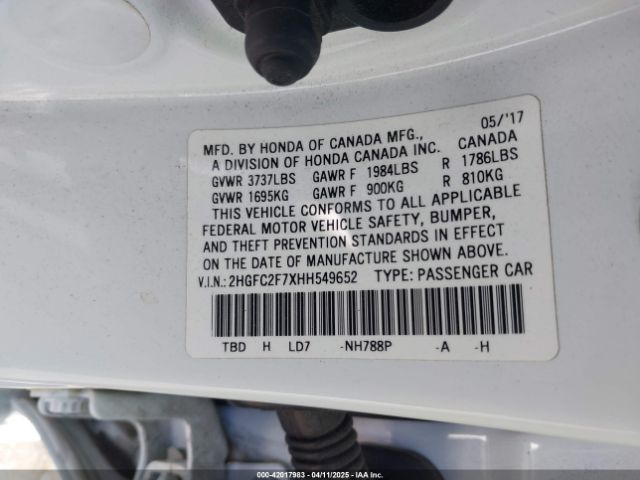 05/'17
MFD. BY HONDA OF CANADA MFG., CANADA
A DIVISION OF HONDA CANADA INC.
GVWR 3737LBS GAWR F 1984LBS R 1786LBS
GVWR 1695KG GAWR F 900KG R 810KG
THIS VEHICLE CONFORMS TO ALL APPLICABLE
FEDERAL MOTOR VEHICLE SAFETY, BUMPER,
AND THEFT PREVENTION STANDARDS IN EFFECT
ON THE DATE OF MANUFACTURE SHOWN ABOVE.
V.I.N.: 2HGFC2F7XHH549652 TYPE: PASSENGER CAR
TBD H LD7 -NH788P -A -H
000-42017983 - 04/11/2025 - IAA Inc.